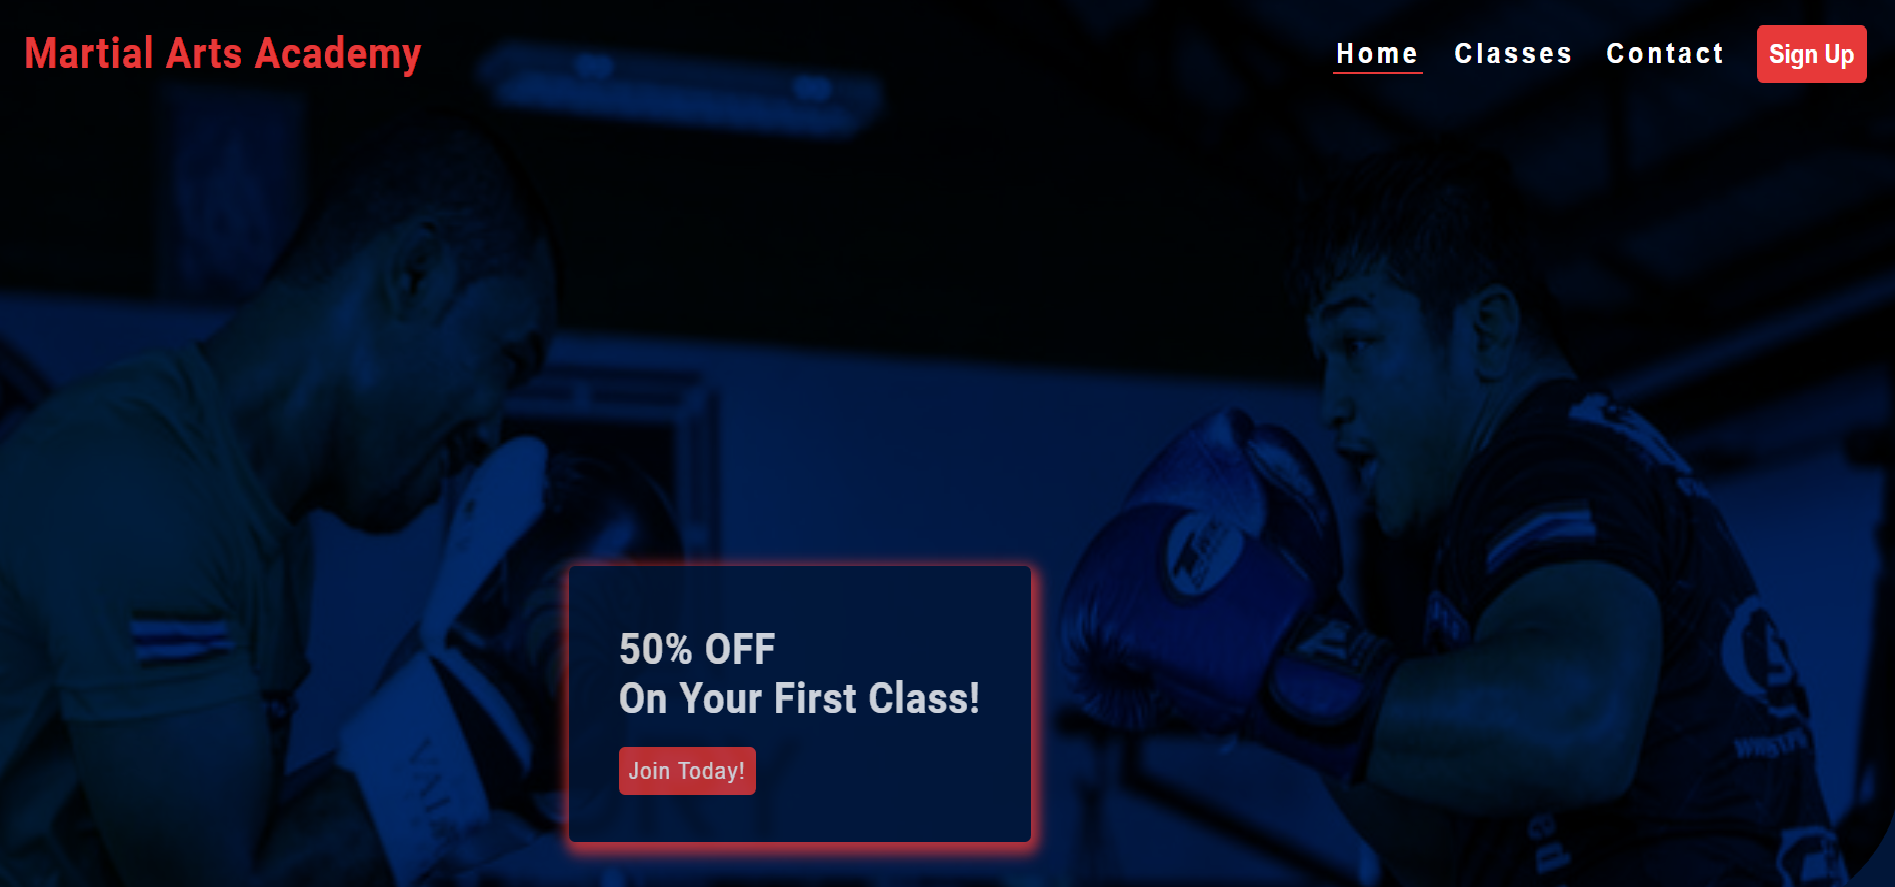 Martial Arts Academy
Home Classes Contact Sign Up
50% OFF
On Your First Class!
Join Today!